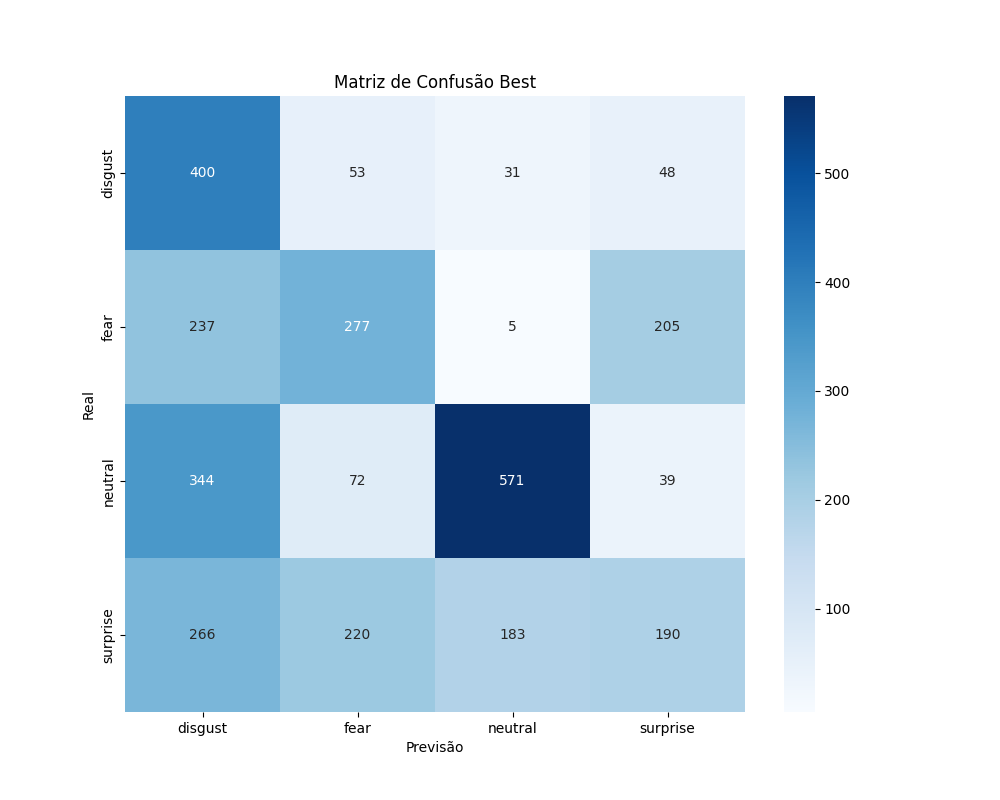 Matriz de Confusão Best
disgust 400 53 31 48
fear 237 277 5 205
neutral 344 72 571 39
surprise 266 220 183 190
disgust fear neutral surprise
Previsão
Real
500
400
300
200
100